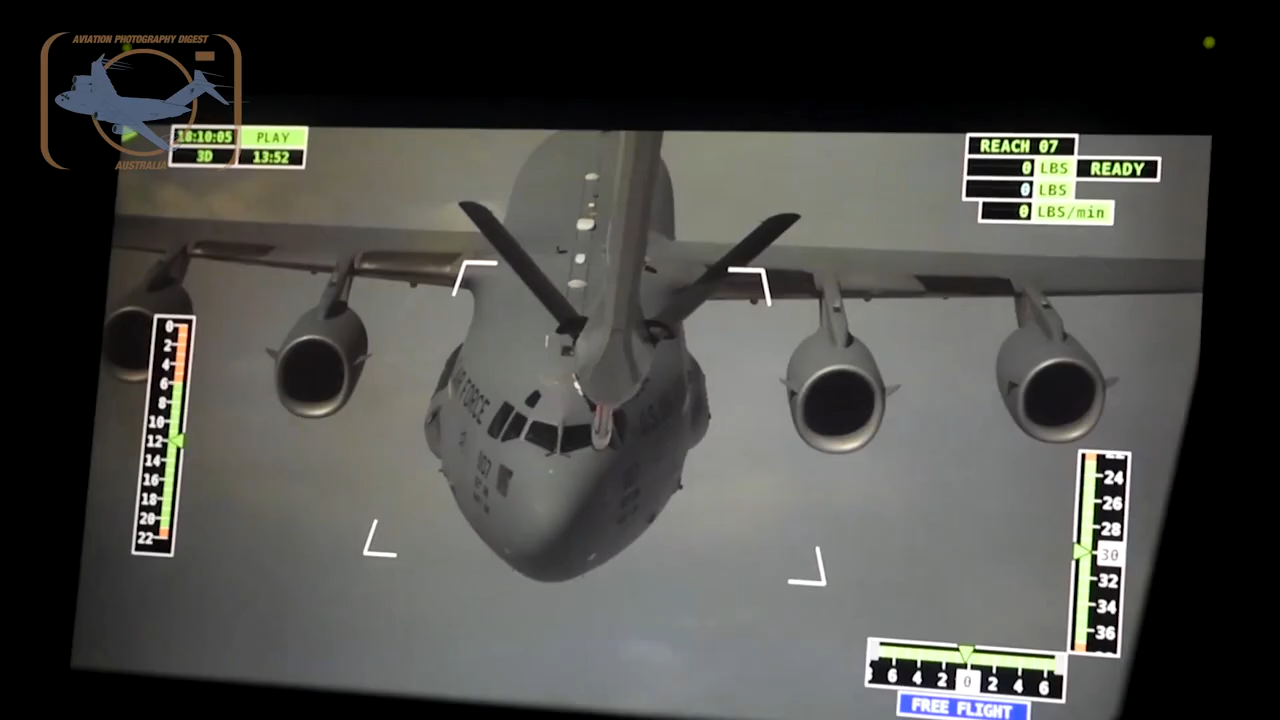 AVIATION PHOTOGRAPHY DIGEST
AUSTRALIA
18:10:05 PLAY
3D 13:52
REACH 07
0 LBS READY
0 LBS
0 LBS/min
0
2
4
6
8
10
12
14
16
18
20
22
AIR FORCE
24
26
28
30
32
34
36
6 4 2 0 2 4 6
FREE FLIGHT